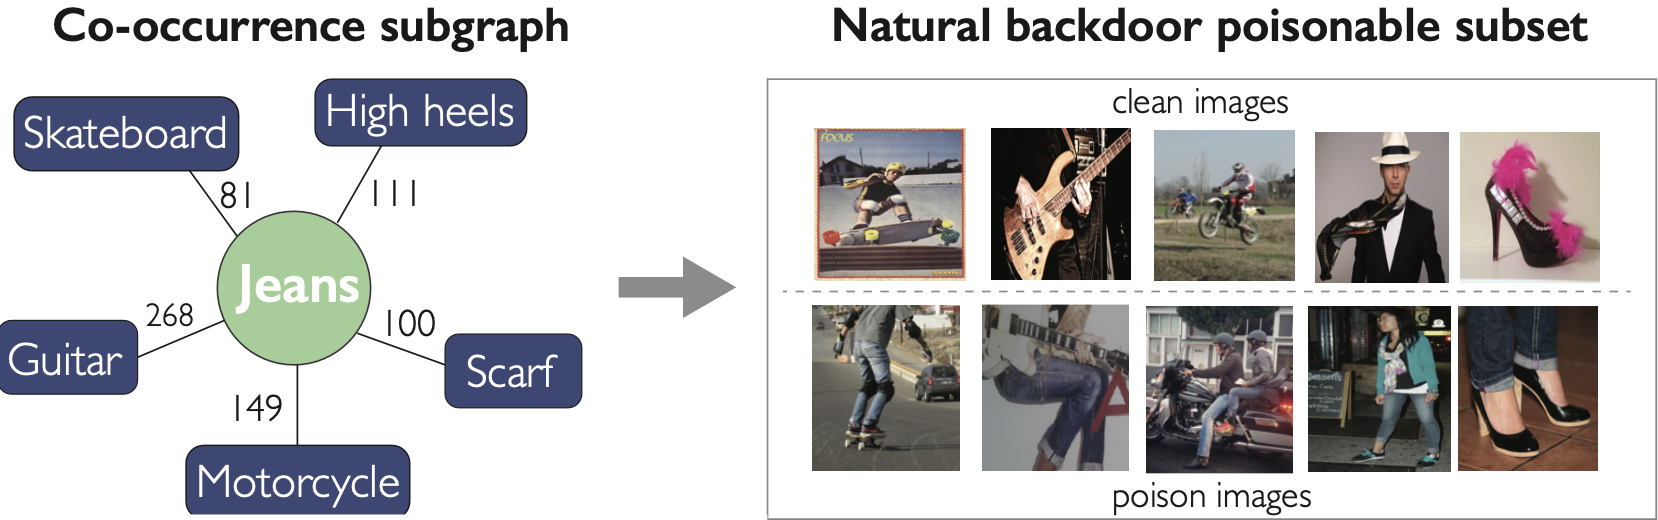 Co-occurrence subgraph
Skateboard
High heels
81
111
Jeans
268
100
Guitar
Scarf
149
Motorcycle
Natural backdoor poisonable subset
clean images
FOCUS
poison images